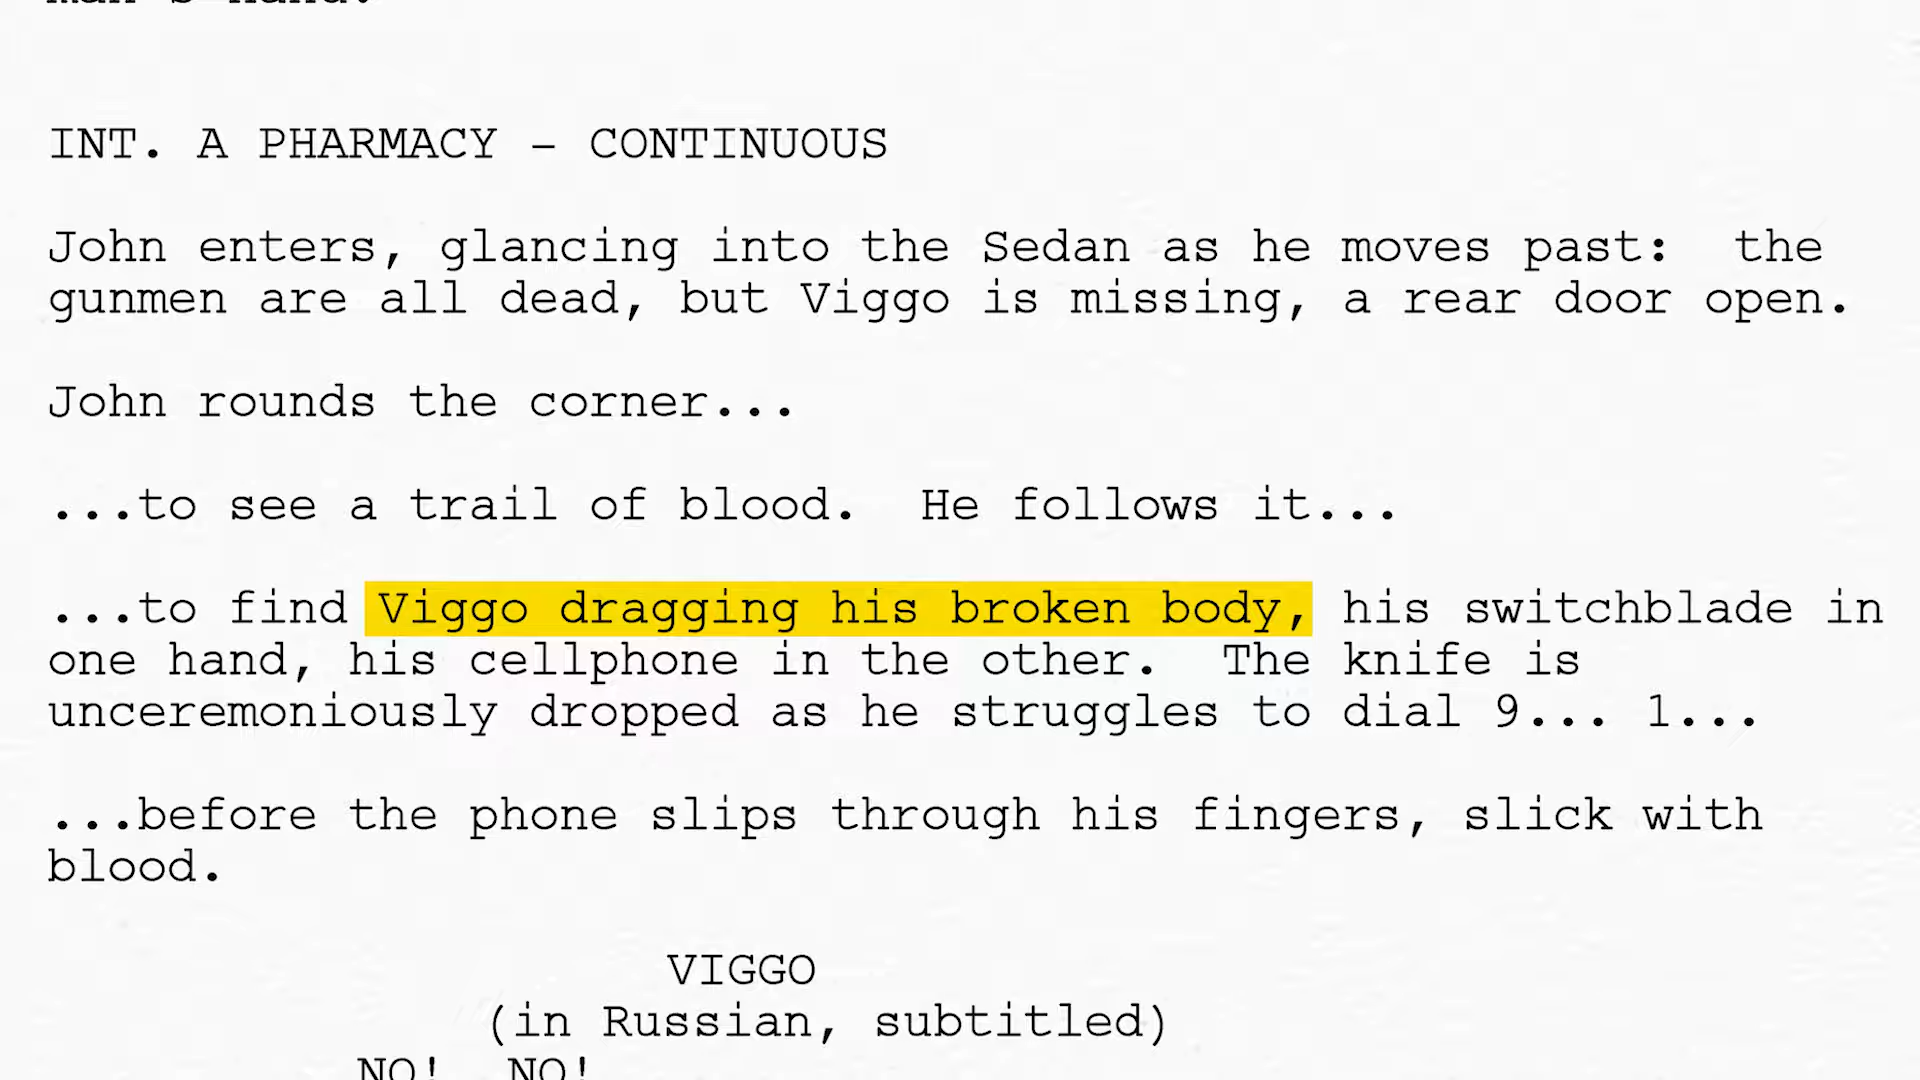 INT. A PHARMACY – CONTINUOUS
John enters, glancing into the Sedan as he moves past:  the
gunmen are all dead, but Viggo is missing, a rear door open.
John rounds the corner...
...to see a trail of blood.  He follows it...
...to find Viggo dragging his broken body, his switchblade in
one hand, his cellphone in the other.  The knife is
unceremoniously dropped as he struggles to dial 9... 1...
...before the phone slips through his fingers, slick with
blood.
VIGGO
(in Russian, subtitled)
NO!  NO!